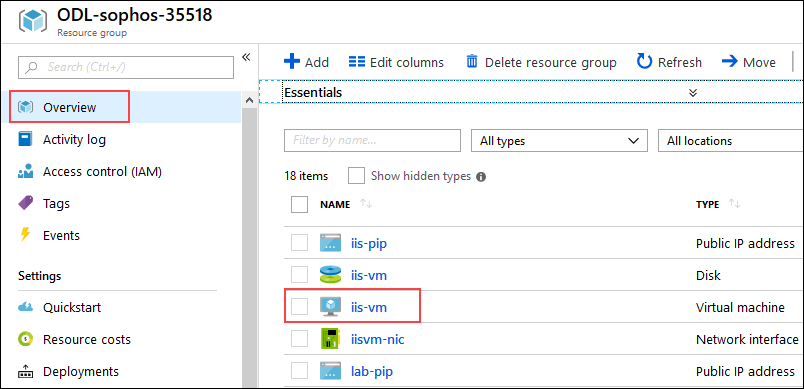 ODL-sophos-35518
Resource group
Search (Ctrl+/)
Overview
Activity log
Access control (IAM)
Tags
Events
Settings
Quickstart
Resource costs
Deployments
Add Edit columns Delete resource group Refresh Move
Essentials
Filter by name... All types All locations
18 items Show hidden types
NAME TYPE
iis-pip Public IP address
iis-vm Disk
iis-vm Virtual machine
iisvm-nic Network interface
lab-pip Public IP address